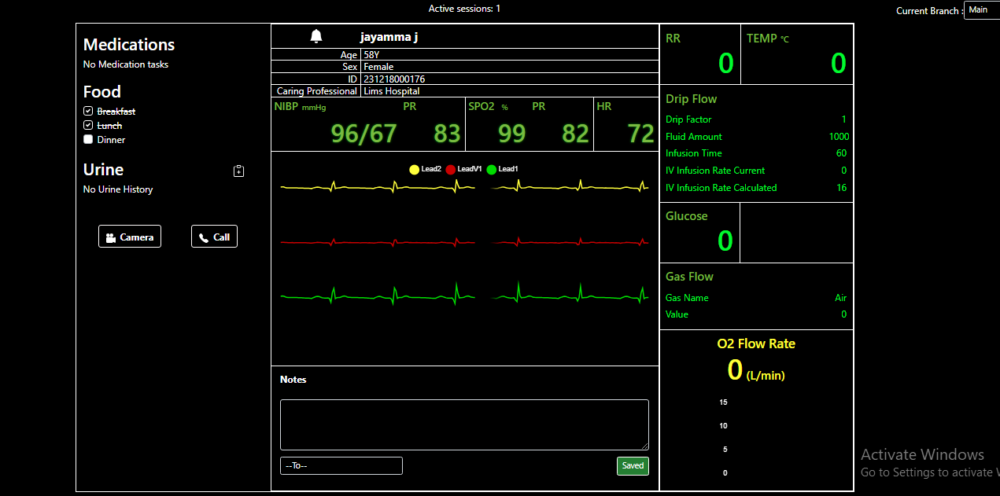 Active sessions: 1
Current Branch : Main
Medications
No Medication tasks
Food
Breakfast
Lunch
Dinner
Urine
No Urine History
Camera
Call
jayamma j
Age 58Y
Sex Female
ID 231218000176
Caring Professional Lims Hospital
NIBP mmHg PR
96/67 83
SPO2 % PR
99 82
HR
72
Lead2 LeadV1 Lead1
Notes
--To--
Saved
RR
0
TEMP °C
0
Drip Flow
Drip Factor 1
Fluid Amount 1000
Infusion Time 60
IV Infusion Rate Current 0
IV Infusion Rate Calculated 16
Glucose
0
Gas Flow
Gas Name Air
Value 0
O2 Flow Rate
0 (L/min)
15
10
5
0
Activate Windows
Go to Settings to activate W